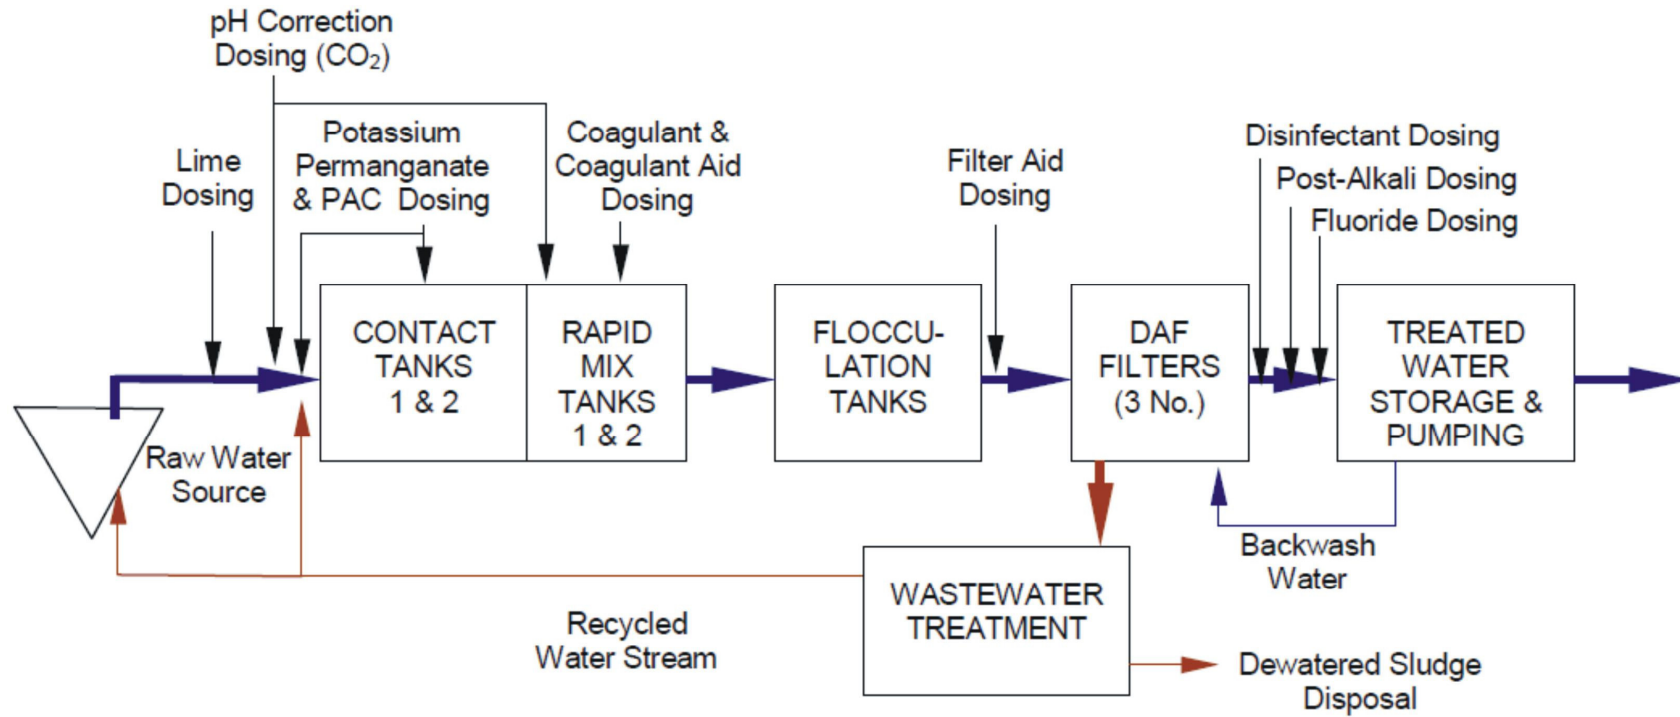 pH Correction
Dosing (CO₂)
Lime
Dosing
Potassium
Permanganate
& PAC Dosing
Coagulant &
Coagulant Aid
Dosing
Filter Aid
Dosing
Disinfectant Dosing
Post-Alkali Dosing
Fluoride Dosing
CONTACT
TANKS
1 & 2
RAPID
MIX
TANKS
1 & 2
FLOCCU-
LATION
TANKS
DAF
FILTERS
(3 No.)
TREATED
WATER
STORAGE &
PUMPING
Raw Water
Source
Backwash
Water
WASTEWATER
TREATMENT
Recycled
Water Stream
Dewatered Sludge
Disposal